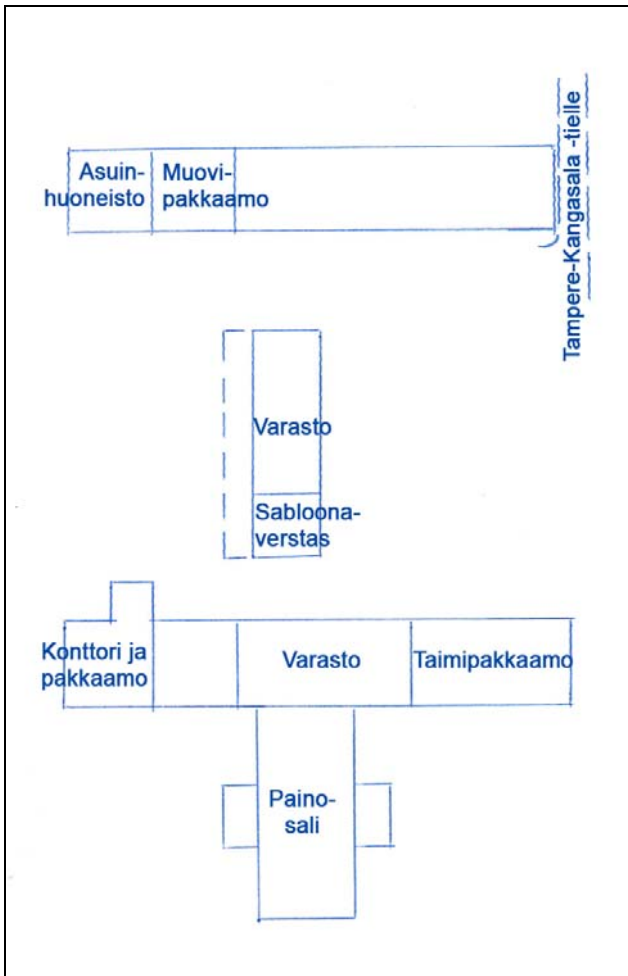 Asuin-
huoneisto
Muovi-
pakkaamo
Tampere-Kangasala -tielle
Varasto
Sabloona-
verstas
Konttori ja
pakkaamo
Varasto
Taimipakkaamo
Paino-
sali